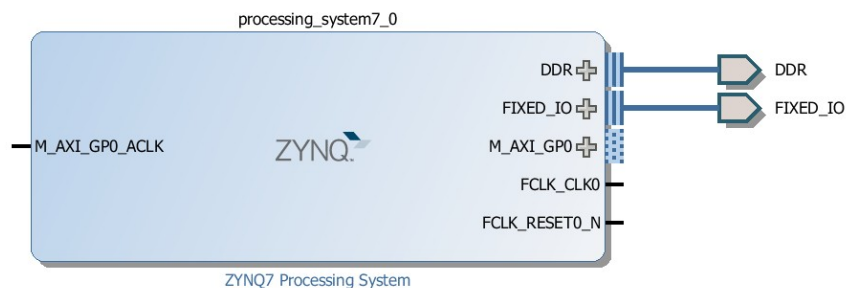 processing_system7_0
DDR
DDR
FIXED_IO
FIXED_IO
M_AXI_GP0_ACLK
ZYNQ.
M_AXI_GP0
FCLK_CLK0
FCLK_RESET0_N
ZYNQ7 Processing System